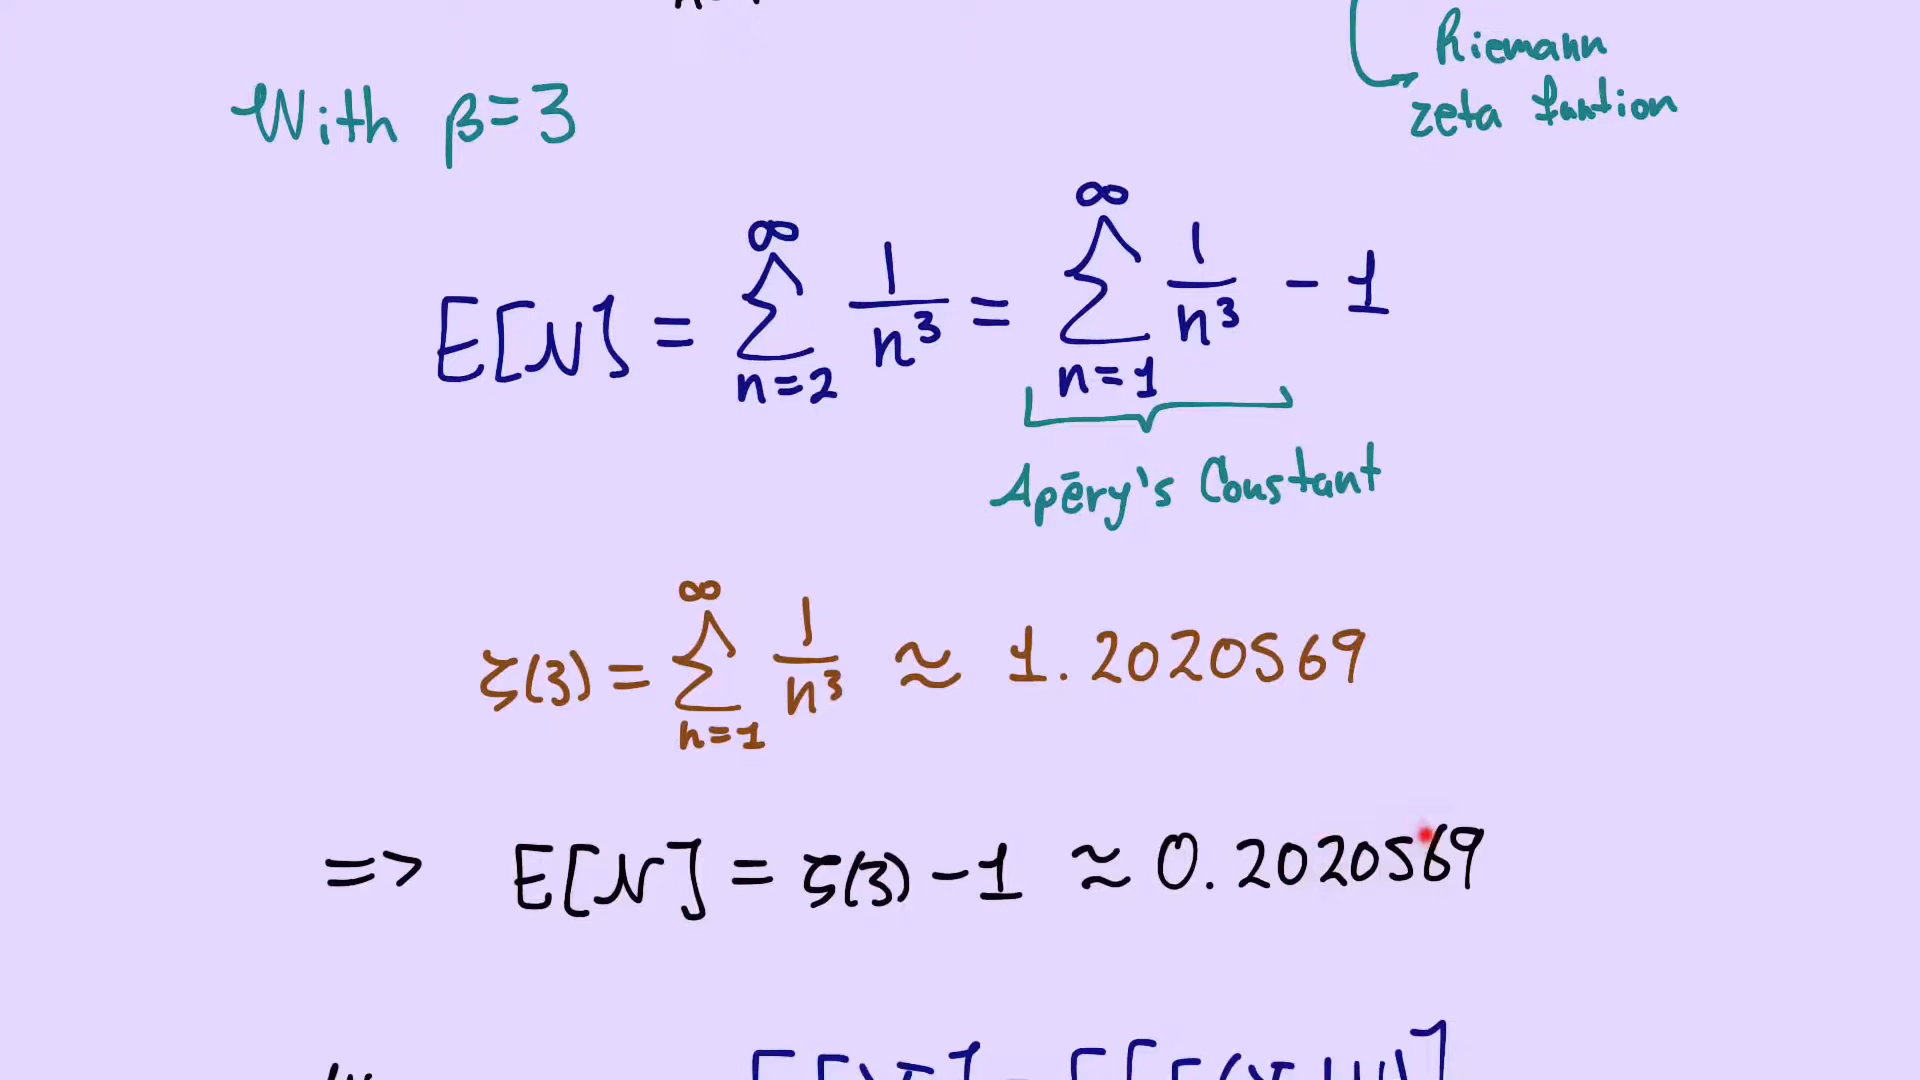 Riemann
zeta function
With β=3
E[N] = ∞∑n=2 1/n³ = ∞∑n=1 1/n³ - 1
Apēry's Constant
ζ(3) = ∞∑n=1 1/n³ ≈ 1.2020569
=> E[N] = ζ(3) - 1 ≈ 0.2020569